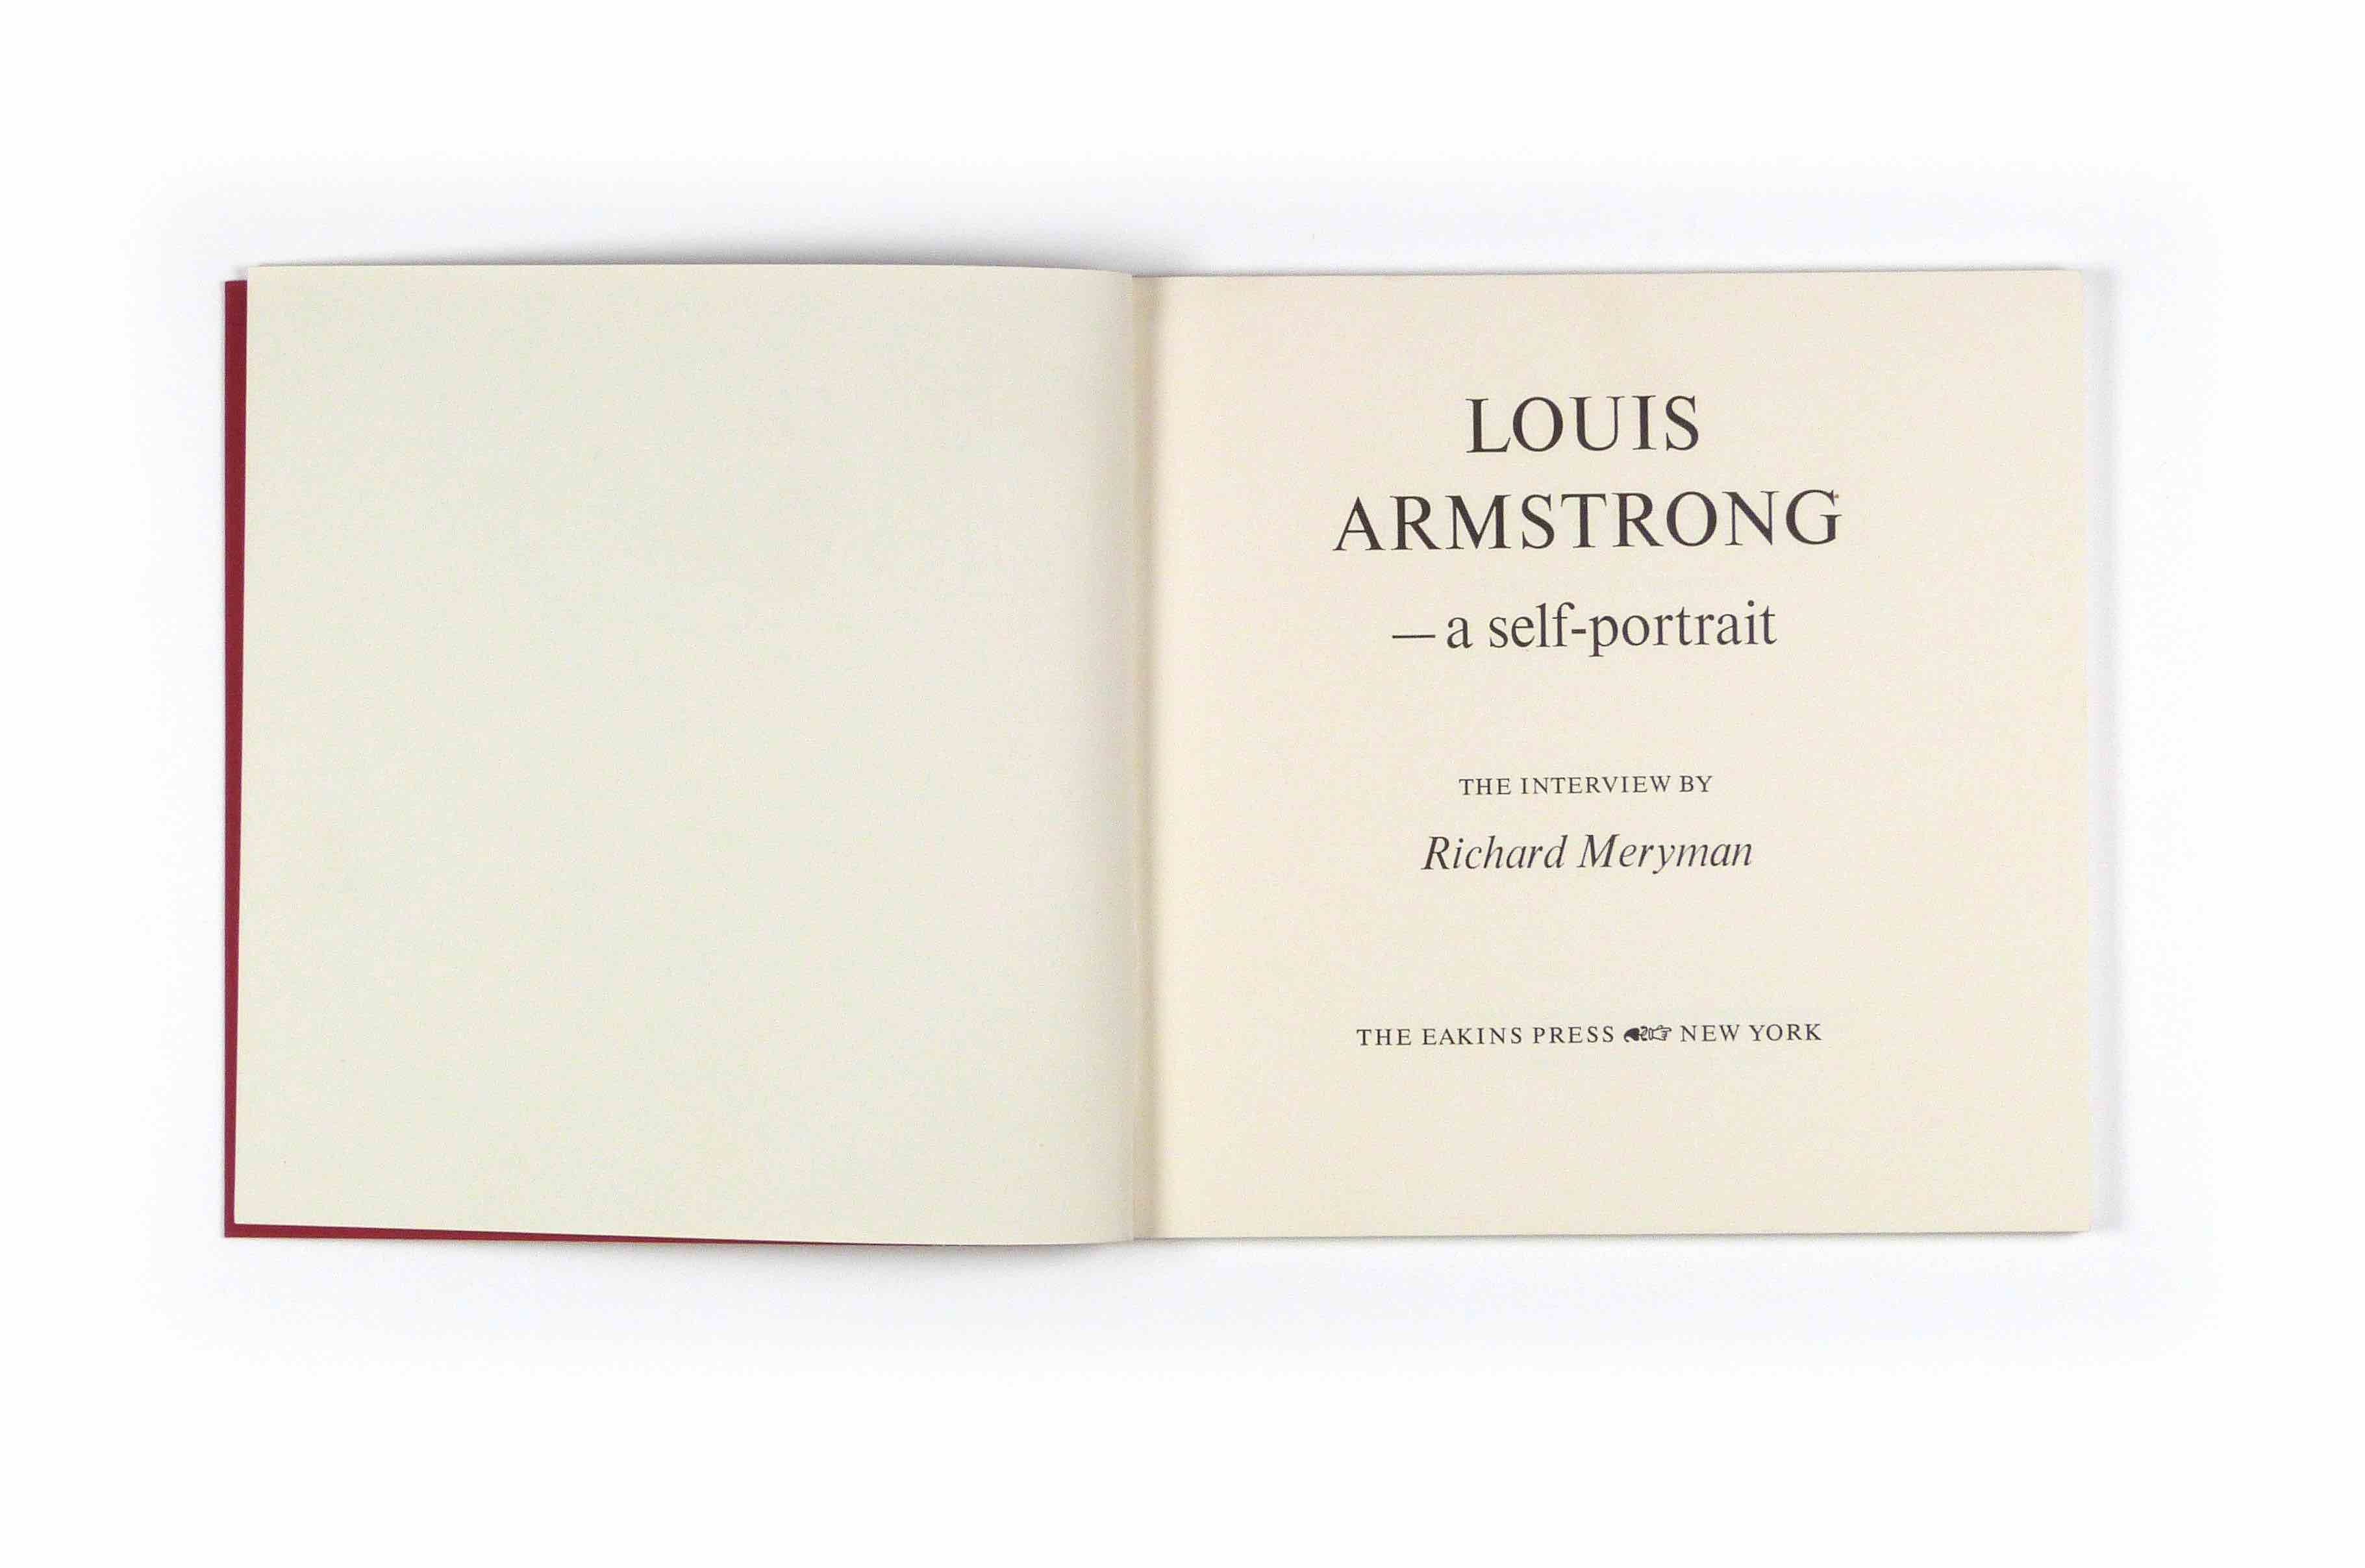 LOUIS
ARMSTRONG
—a self-portrait
THE INTERVIEW BY
Richard Meryman
THE EAKINS PRESS NEW YORK